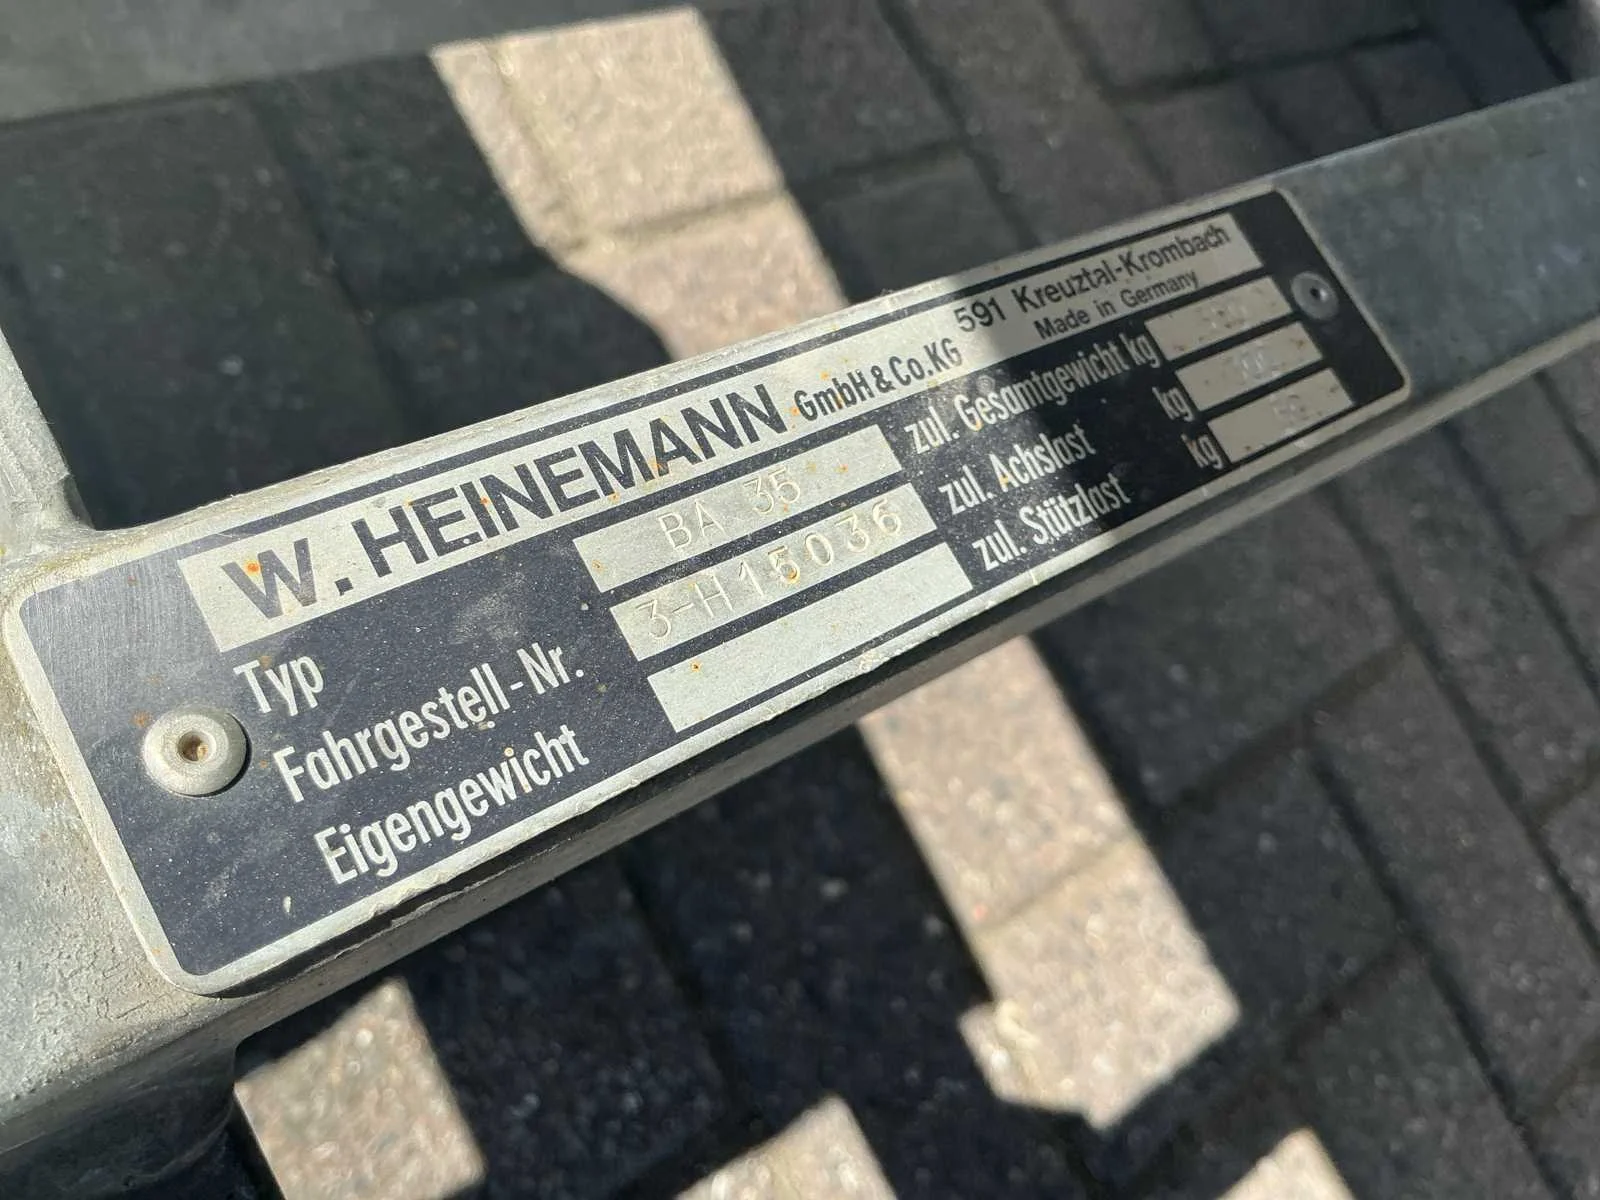 W. HEINEMANN GmbH & Co. KG 591 Kreuztal-Krombach
Made in Germany
Typ BA 35 zul. Gesamtgewicht kg
Fahrgestell-Nr. 3-H15036 zul. Achslast kg
Eigengewicht zul. Stützlast kg